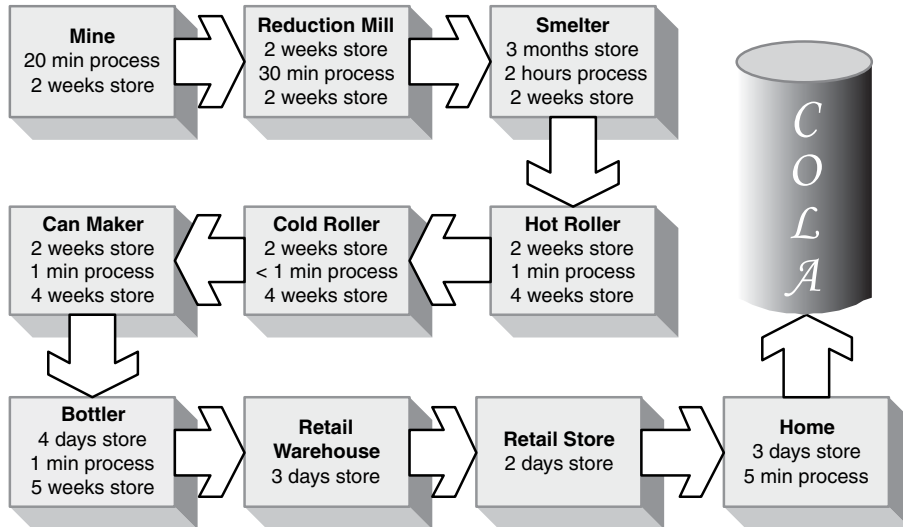 Mine
20 min process
2 weeks store
Reduction Mill
2 weeks store
30 min process
2 weeks store
Smelter
3 months store
2 hours process
2 weeks store
Hot Roller
2 weeks store
1 min process
4 weeks store
Cold Roller
2 weeks store
< 1 min process
4 weeks store
Can Maker
2 weeks store
1 min process
4 weeks store
Bottler
4 days store
1 min process
5 weeks store
Retail
Warehouse
3 days store
Retail Store
2 days store
Home
3 days store
5 min process
C
O
L
A